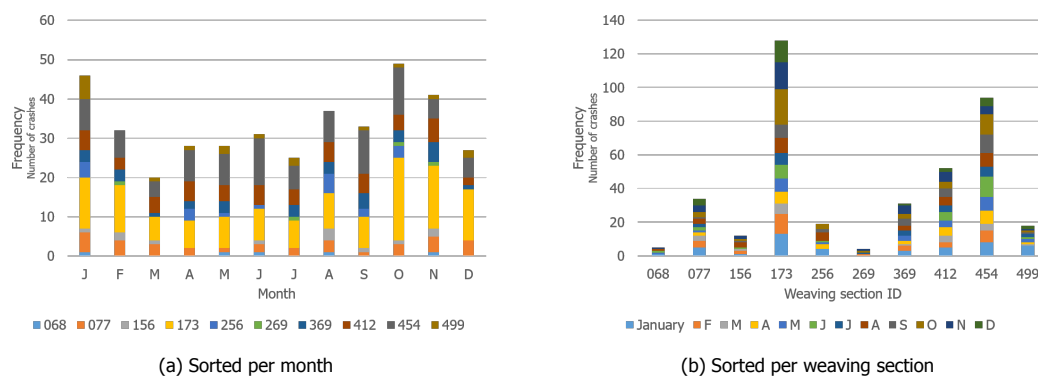 60
50
40
30
20
10
0
Frequency
Number of crashes
J F M A M J J A S O N D
Month
068 077 156 173 256 269 369 412 454 499
(a) Sorted per month
140
120
100
80
60
40
20
0
Frequency
Number of crashes
068 077 156 173 256 269 369 412 454 499
Weaving section ID
January F M A M J J A S O N D
(b) Sorted per weaving section